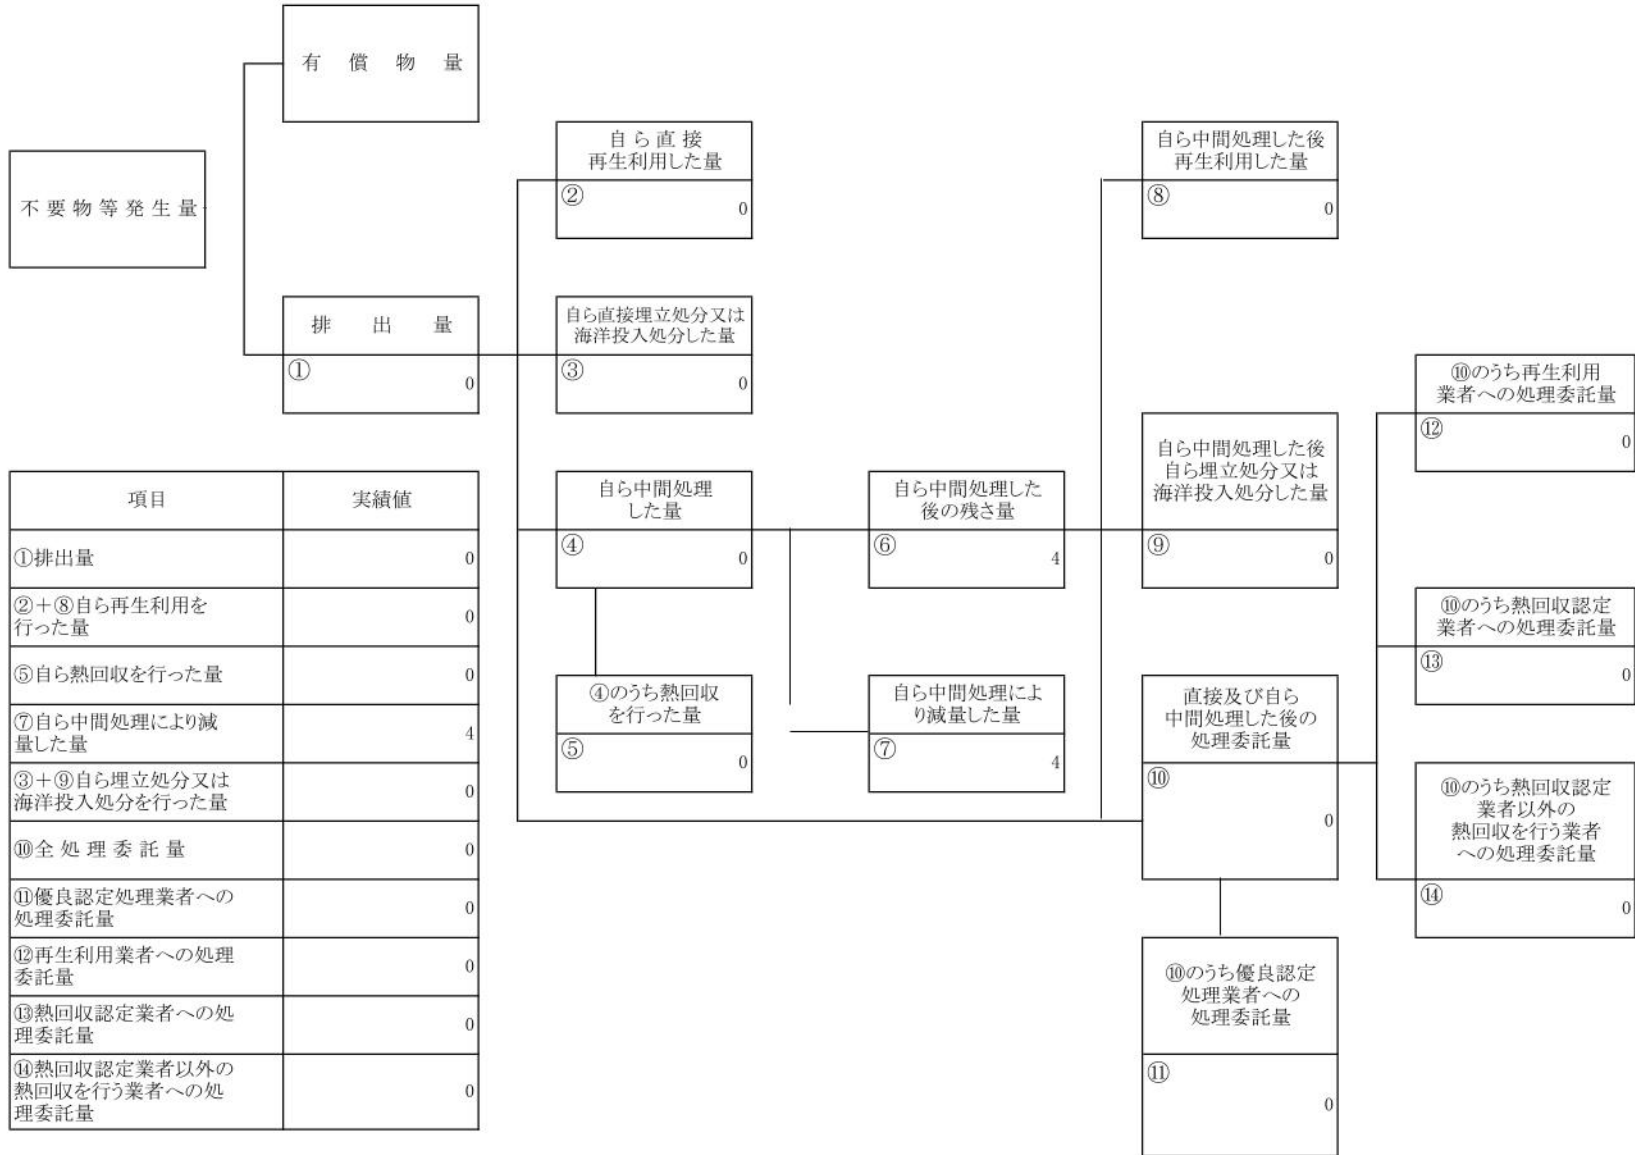 有償物量
不要物等発生量
自ら直接
再生利用した量
②
0
自ら中間処理した後
再生利用した量
⑧
0
排出量
①
0
自ら直接埋立処分又は
海洋投入処分した量
③
0
⑩のうち再生利用
業者への処理委託量
⑫
0
自ら中間処理
した量
④
0
自ら中間処理した
後の残さ量
⑥
4
自ら中間処理した後
自ら埋立処分又は
海洋投入処分した量
⑨
0
⑩のうち熱回収認定
業者への処理委託量
⑬
0
④のうち熱回収
を行った量
⑤
0
自ら中間処理によ
り減量した量
⑦
4
直接及び自ら
中間処理した後の
処理委託量
⑩
0
⑩のうち熱回収認定
業者以外の
熱回収を行う業者
への処理委託量
⑭
0
⑩のうち優良認定
処理業者への
処理委託量
⑪
0
項目 実績値
①排出量 0
②＋⑧自ら再生利用を
行った量 0
⑤自ら熱回収を行った量 0
⑦自ら中間処理により減
量した量 4
③＋⑨自ら埋立処分又は
海洋投入処分を行った量 0
⑩全処理委託量 0
⑪優良認定処理業者への
処理委託量 0
⑫再生利用業者への処理
委託量 0
⑬熱回収認定業者への処
理委託量 0
⑭熱回収認定業者以外の
熱回収を行う業者への処 0
理委託量